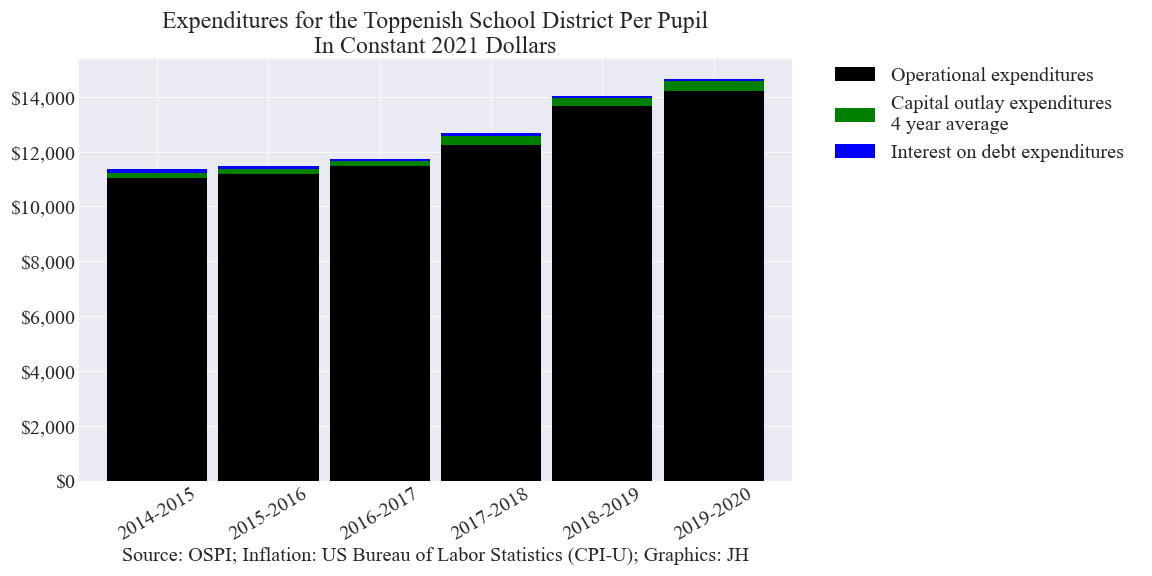 Expenditures for the Toppenish School District Per Pupil
In Constant 2021 Dollars
Operational expenditures
Capital outlay expenditures
4 year average
Interest on debt expenditures
$14,000
$12,000
$10,000
$8,000
$6,000
$4,000
$2,000
$0
2014-2015
2015-2016
2016-2017
2017-2018
2018-2019
2019-2020
Source: OSPI; Inflation: US Bureau of Labor Statistics (CPI-U); Graphics: JH